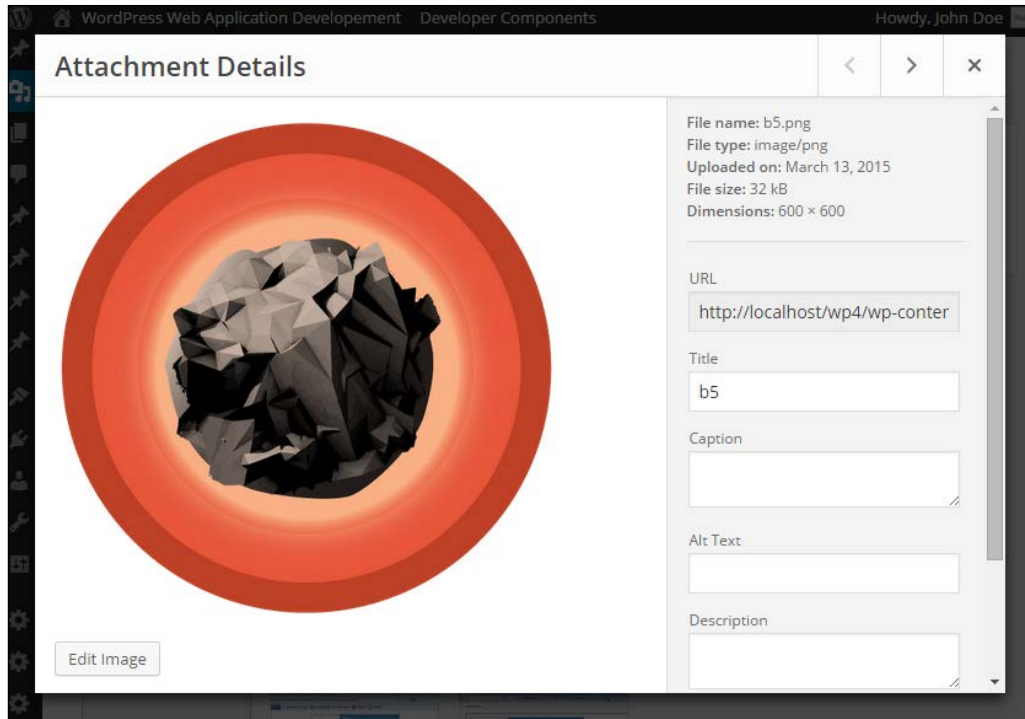 WordPress Web Application Developement Developer Components Howdy, John Doe
Attachment Details
File name: b5.png
File type: image/png
Uploaded on: March 13, 2015
File size: 32 kB
Dimensions: 600 × 600
URL
http://localhost/wp4/wp-conter
Title
b5
Caption
Alt Text
Description
Edit Image